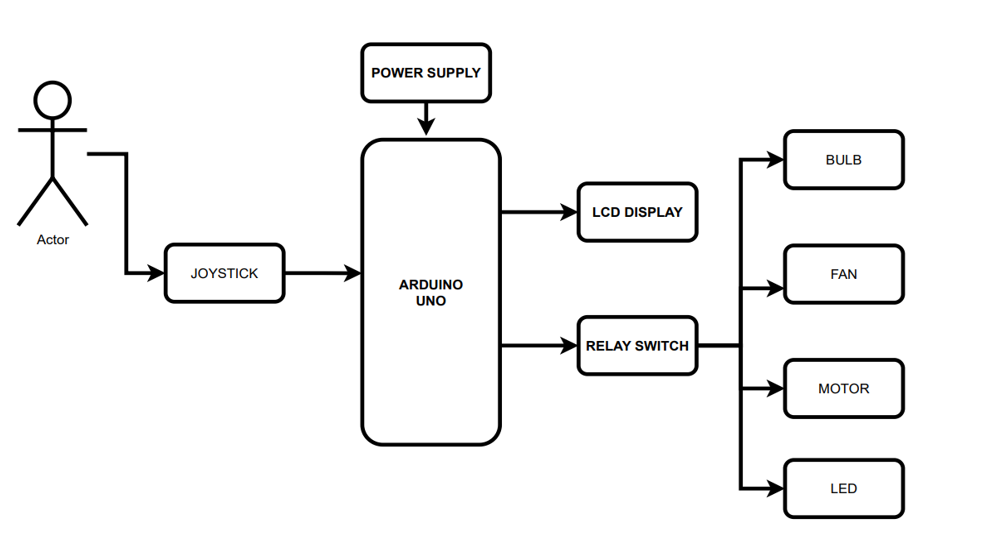 POWER SUPPLY
Actor
JOYSTICK
ARDUINO
UNO
LCD DISPLAY
RELAY SWITCH
BULB
FAN
MOTOR
LED